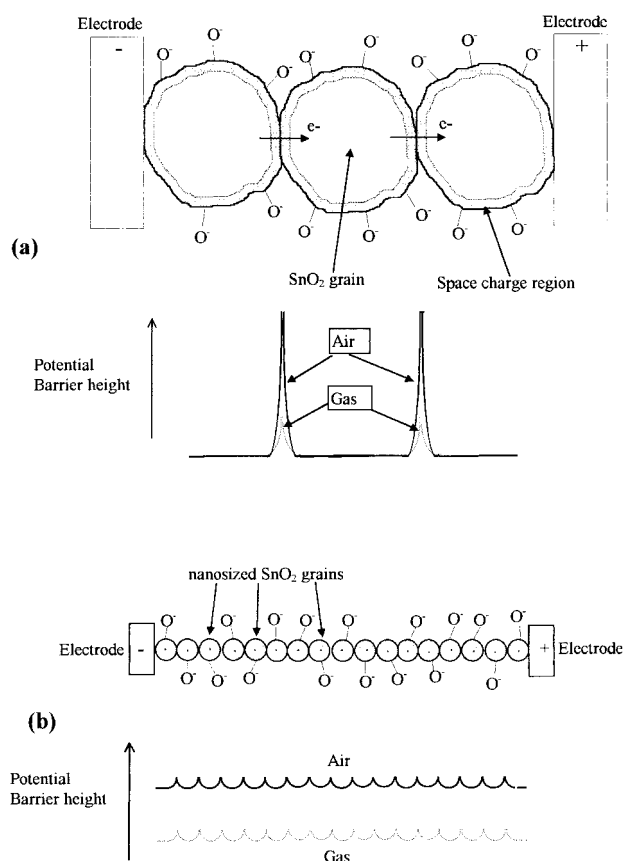 Electrode
Electrode
-
+
O⁻ O⁻ O⁻ O⁻ O⁻ O⁻ O⁻ O⁻
e- e-
O⁻ O⁻ O⁻ O⁻ O⁻
(a)
SnO₂ grain
Space charge region
Potential
Barrier height
Air
Gas
nanosized SnO₂ grains
O⁻ O⁻ O⁻ O⁻ O⁻ O⁻ O⁻ O⁻ O⁻
Electrode - + Electrode
O⁻ O⁻ O⁻ O⁻ O⁻ O⁻ O⁻ O⁻
(b)
Potential
Barrier height
Air
Gas